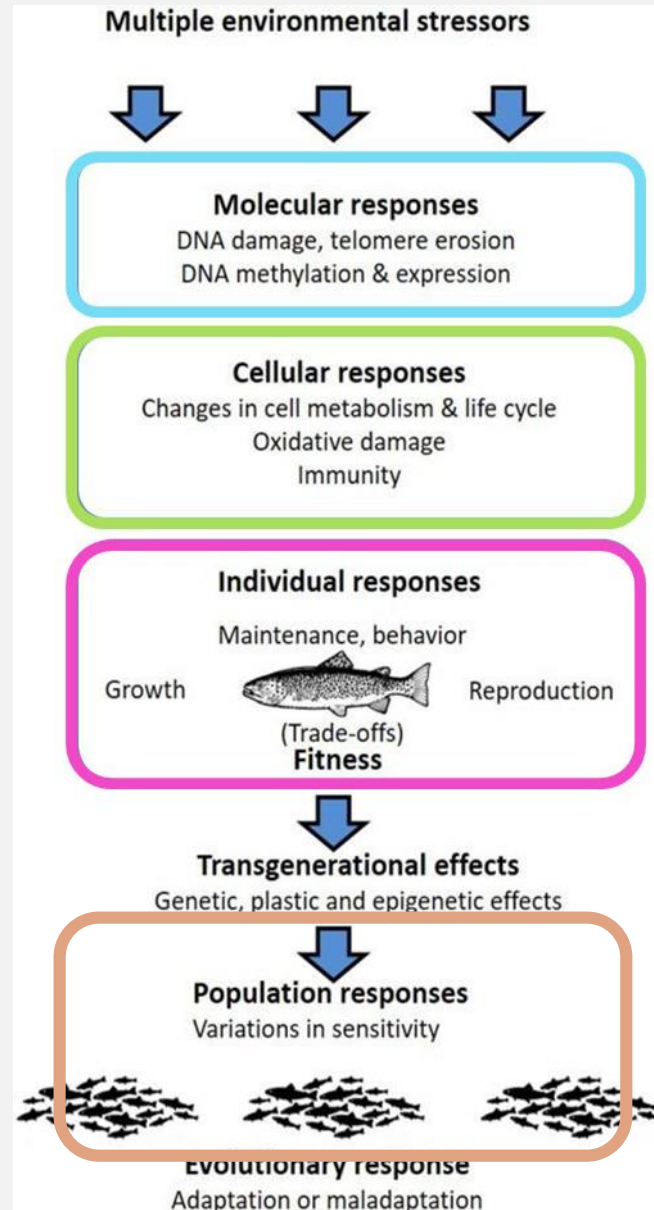 Multiple environmental stressors
Molecular responses
DNA damage, telomere erosion
DNA methylation & expression
Cellular responses
Changes in cell metabolism & life cycle
Oxidative damage
Immunity
Individual responses
Maintenance, behavior
Growth
Reproduction
(Trade-offs)
Fitness
Transgenerational effects
Genetic, plastic and epigenetic effects
Population responses
Variations in sensitivity
Evolutionary response
Adaptation or maladaptation